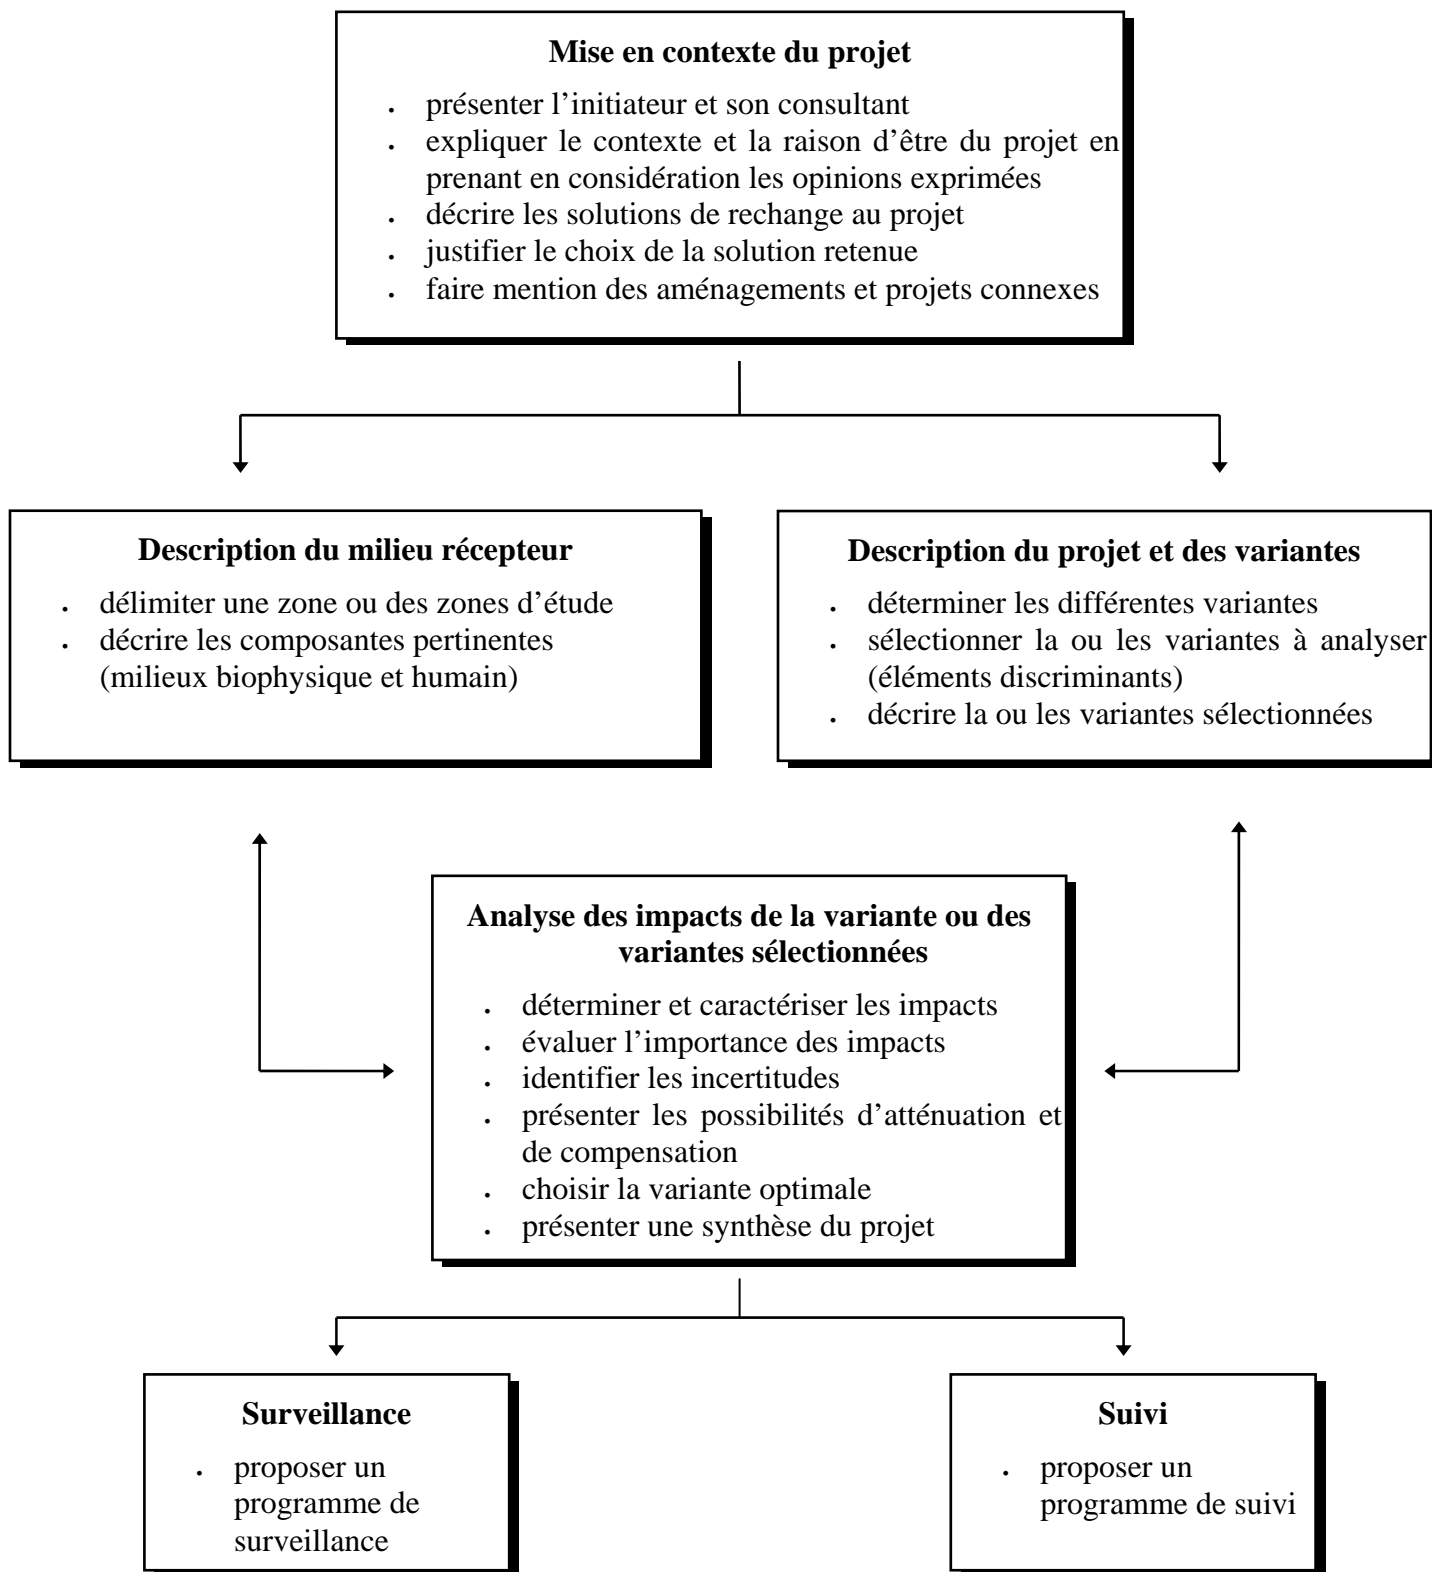 Mise en contexte du projet
. présenter l’initiateur et son consultant
. expliquer le contexte et la raison d’être du projet en
prenant en considération les opinions exprimées
. décrire les solutions de rechange au projet
. justifier le choix de la solution retenue
. faire mention des aménagements et projets connexes
Description du milieu récepteur
. délimiter une zone ou des zones d’étude
. décrire les composantes pertinentes
(milieux biophysique et humain)
Description du projet et des variantes
. déterminer les différentes variantes
. sélectionner la ou les variantes à analyser
(éléments discriminants)
. décrire la ou les variantes sélectionnées
Analyse des impacts de la variante ou des
variantes sélectionnées
. déterminer et caractériser les impacts
. évaluer l’importance des impacts
. identifier les incertitudes
. présenter les possibilités d’atténuation et
de compensation
. choisir la variante optimale
. présenter une synthèse du projet
Surveillance
. proposer un
programme de
surveillance
Suivi
. proposer un
programme de suivi